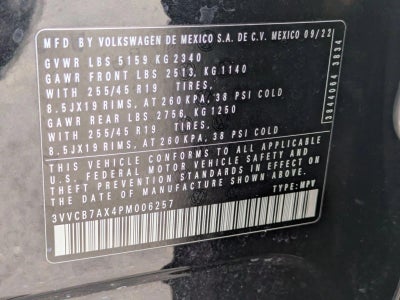 MFD BY VOLKSWAGEN DE MEXICO S.A. DE C.V. MEXICO 09/22
GVWR LBS 5159 KG 2340
GAWR FRONT LBS 2513, KG 1140
WITH 255/45 R19 TIRES,
8.5JX19 RIMS, AT 260KPA, 38 PSI COLD
GAWR REAR LBS 2756, KG 1250
WITH 255/45 R19 TIRES,
8.5JX19 RIMS, AT 260 KPA, 38 PSI COLD
THIS VEHICLE CONFORMS TO ALL APPLICABLE
U.S. FEDERAL MOTOR VEHICLE SAFETY AND
THEFT PREVENTION STANDARDS IN EFFECT
ON THE DATE OF MANUFACTURE SHOWN ABOVE.
3VVCB7AX4PM006257 TYPE: MPV
3844064 3834